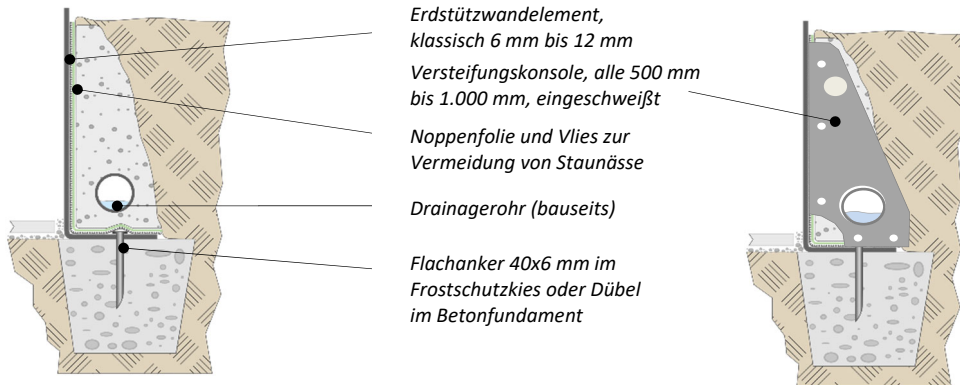 Erdstützwandelement,
klassisch 6 mm bis 12 mm
Versteifungskonsole, alle 500 mm
bis 1.000 mm, eingeschweißt
Noppenfolie und Vlies zur
Vermeidung von Staunässe
Drainagerohr (bauseits)
Flachanker 40x6 mm im
Frostschutzkies oder Dübel
im Betonfundament